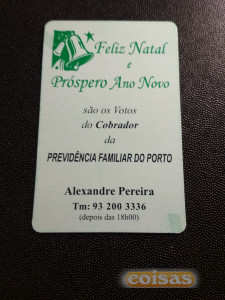 Feliz Natal
e
Próspero Ano Novo
são os Votos
do Cobrador
da
PREVIDÊNCIA FAMILIAR DO PORTO
Alexandre Pereira
Tm: 93 200 3336
(depois das 18h00)
coisas